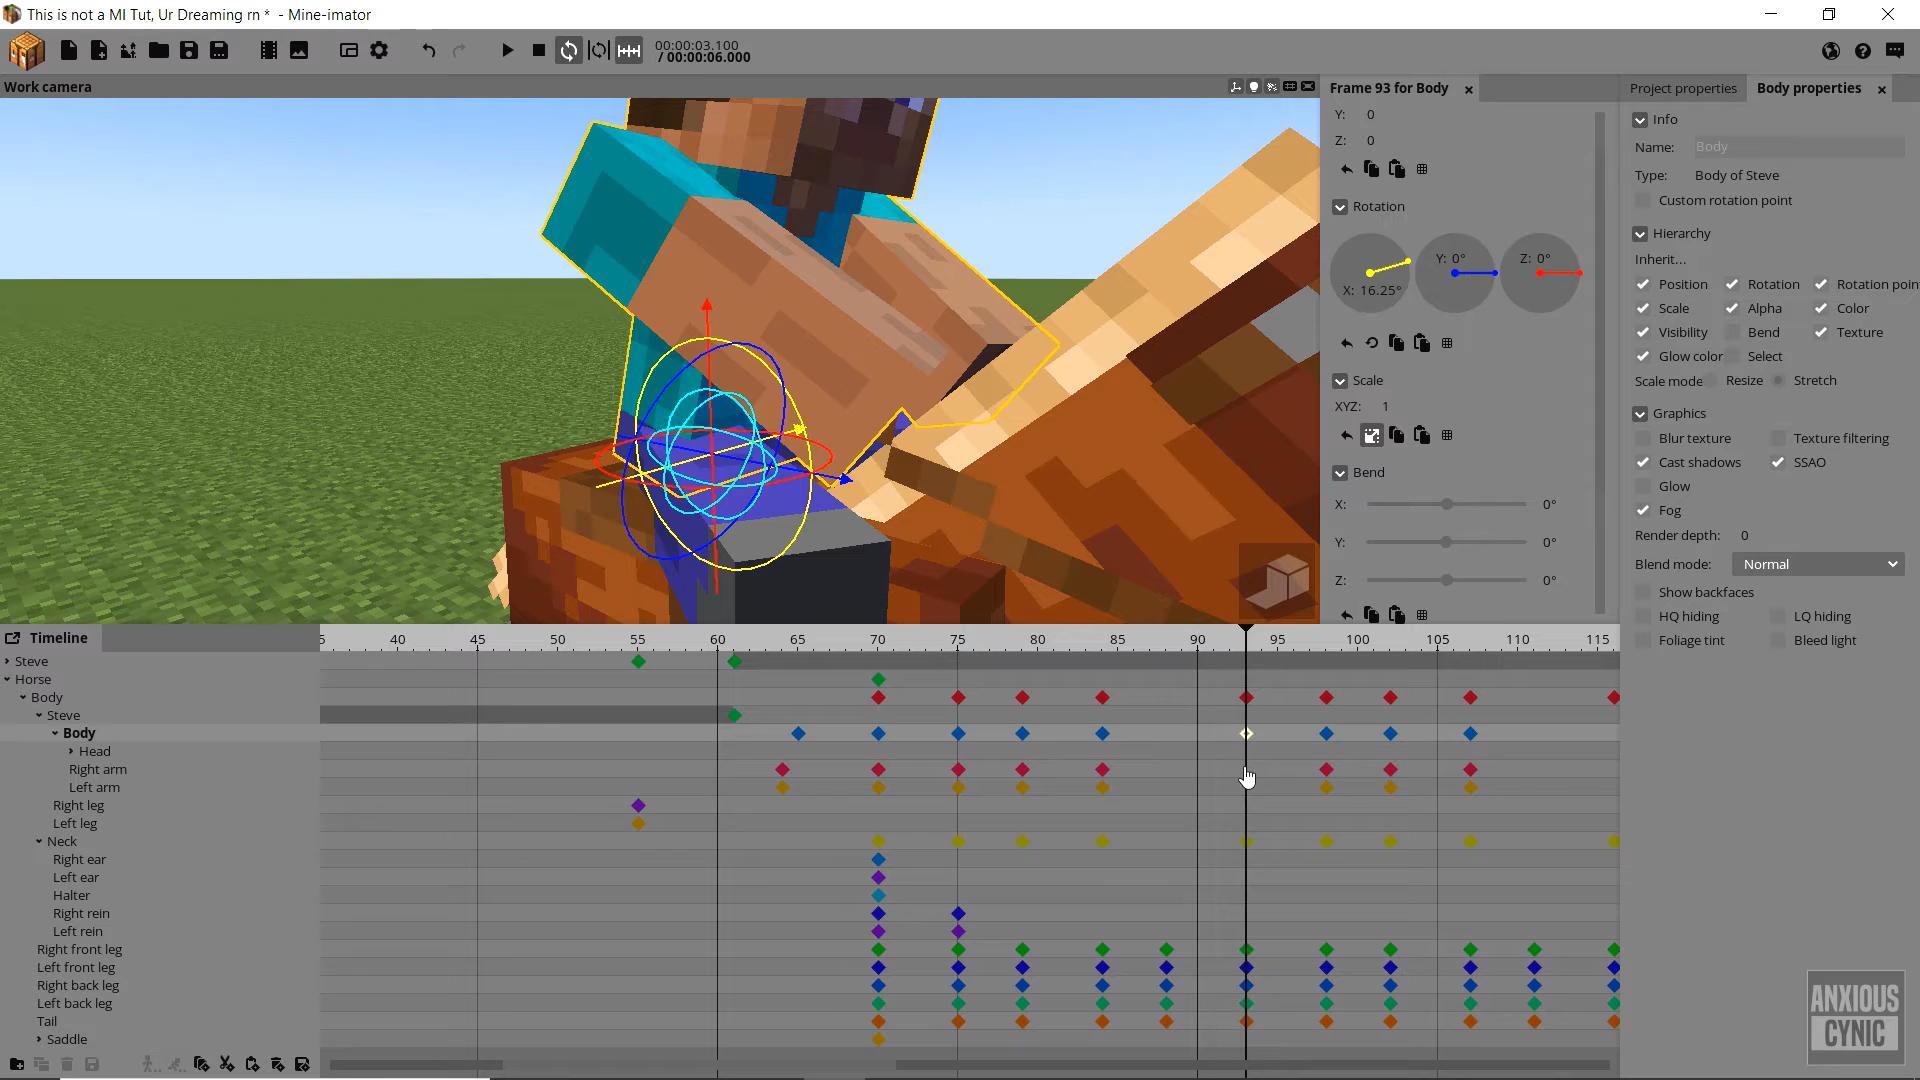 This is not a MI Tut, Ur Dreaming rn * - Mine-imator
00:00:03.100
/ 00:00:06.000
Work camera
Frame 93 for Body
Y: 0
Z: 0
Rotation
X: 16.25°
Y: 0°
Z: 0°
Scale
XYZ: 1
Bend
X: 0°
Y: 0°
Z: 0°
Project properties
Body properties
Info
Name: Body
Type: Body of Steve
Custom rotation point
Hierarchy
Inherit...
Position Rotation Rotation poin
Scale Alpha Color
Visibility Bend Texture
Glow color Select
Scale mode Resize Stretch
Graphics
Blur texture Texture filtering
Cast shadows SSAO
Glow
Fog
Render depth: 0
Blend mode: Normal
Show backfaces
HQ hiding LQ hiding
Foliage tint Bleed light
Timeline
5 40 45 50 55 60 65 70 75 80 85 90 95 100 105 110 115
Steve
Horse
Body
Steve
Body
Head
Right arm
Left arm
Right leg
Left leg
Neck
Right ear
Left ear
Halter
Right rein
Left rein
Right front leg
Left front leg
Right back leg
Left back leg
Tail
Saddle
ANXIOUS
CYNIC